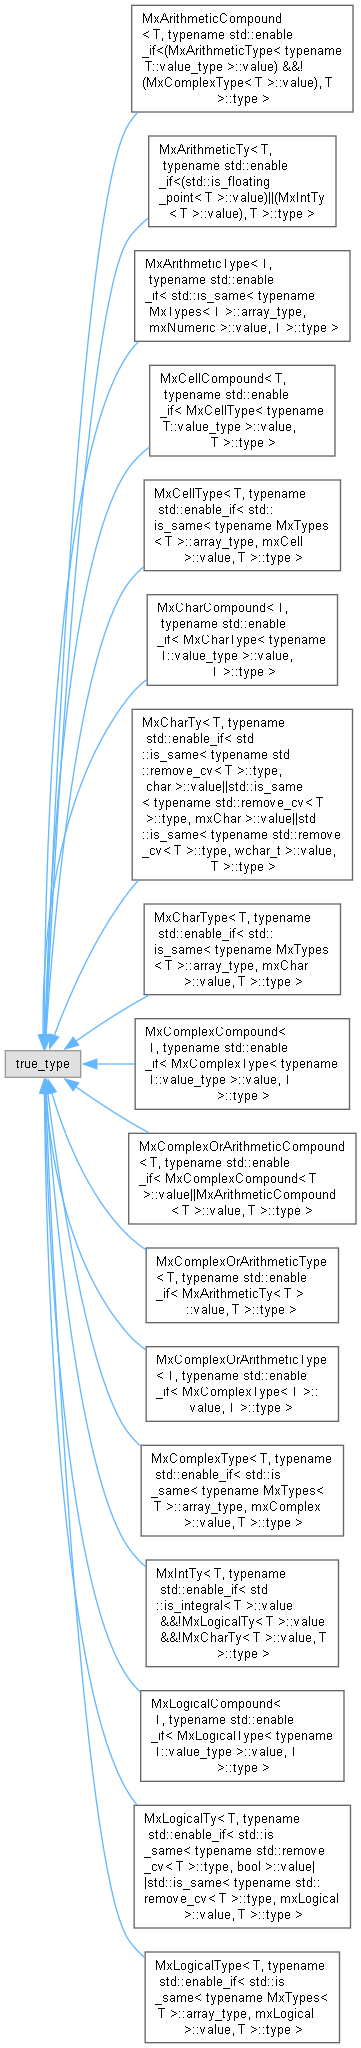 MxArithmeticCompound
< T, typename std::enable
_if<(MxArithmeticType< typename
T::value_type >::value) &&!
(MxComplexType< T >::value), T
>::type >
MxArithmeticTy< T,
typename std::enable
_if<(std::is_floating
_point< T >::value)||(MxIntTy
< T >::value), T >::type >
MxArithmeticType< T,
typename std::enable
_if< std::is_same< typename
MxTypes< T >::array_type,
mxNumeric >::value, T >::type >
MxCellCompound< T,
typename std::enable
_if< MxCellType< typename
T::value_type >::value,
T >::type >
MxCellType< T, typename
std::enable_if< std::
is_same< typename MxTypes
< T >::array_type, mxCell
>::value, T >::type >
MxCharCompound< T,
typename std::enable
_if< MxCharType< typename
T::value_type >::value,
T >::type >
MxCharTy< T, typename
std::enable_if< std
::is_same< typename std
::remove_cv< T >::type,
char >::value||std::is_same
< typename std::remove_cv< T
>::type, mxChar >::value||std
::is_same< typename std::remove
_cv< T >::type, wchar_t >::value,
T >::type >
MxCharType< T, typename
std::enable_if< std::
is_same< typename MxTypes
< T >::array_type, mxChar
>::value, T >::type >
MxComplexCompound<
T, typename std::enable
_if< MxComplexType< typename
T::value_type >::value, T
>::type >
true_type
MxComplexOrArithmeticCompound
< T, typename std::enable
_if< MxComplexCompound< T
>::value||MxArithmeticCompound
< T >::value, T >::type >
MxComplexOrArithmeticType
< T, typename std::enable
_if< MxArithmeticTy< T >
::value, T >::type >
MxComplexOrArithmeticType
< T, typename std::enable
_if< MxComplexType< T >::
value, T >::type >
MxComplexType< T, typename
std::enable_if< std::is
_same< typename MxTypes<
T >::array_type, mxComplex
>::value, T >::type >
MxIntTy< T, typename
std::enable_if< std
::is_integral< T >::value
&&!MxLogicalTy< T >::value
&&!MxCharTy< T >::value, T
>::type >
MxLogicalCompound<
T, typename std::enable
_if< MxLogicalType< typename
T::value_type >::value, T
>::type >
MxLogicalTy< T, typename
std::enable_if< std::is
_same< typename std::remove
_cv< T >::type, bool >::value|
|std::is_same< typename std::
remove_cv< T >::type, mxLogical
>::value, T >::type >
MxLogicalType< T, typename
std::enable_if< std::is
_same< typename MxTypes<
T >::array_type, mxLogical
>::value, T >::type >